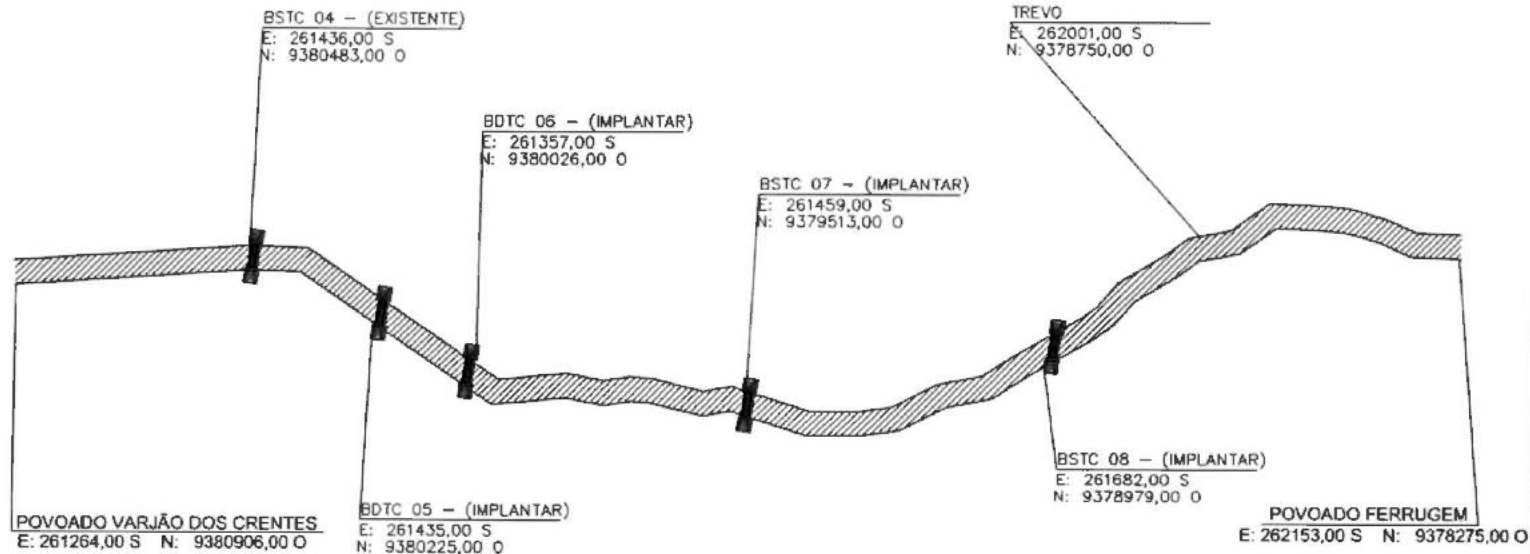 BSTC 04 – (EXISTENTE)
E: 261436,00 S
N: 9380483,00 O
TREVO
E: 262001,00 S
N: 9378750,00 O
BDTC 06 – (IMPLANTAR)
E: 261357,00 S
N: 9380026,00 O
BSTC 07 – (IMPLANTAR)
E: 261459,00 S
N: 9379513,00 O
BSTC 08 – (IMPLANTAR)
E: 261682,00 S
N: 9378979,00 O
POVOADO VARJÃO DOS CRENTES
E: 261264,00 S N: 9380906,00 O
BDTC 05 – (IMPLANTAR)
E: 261435,00 S
N: 9380225,00 O
POVOADO FERRUGEM
E: 262153,00 S N: 9378275,00 O